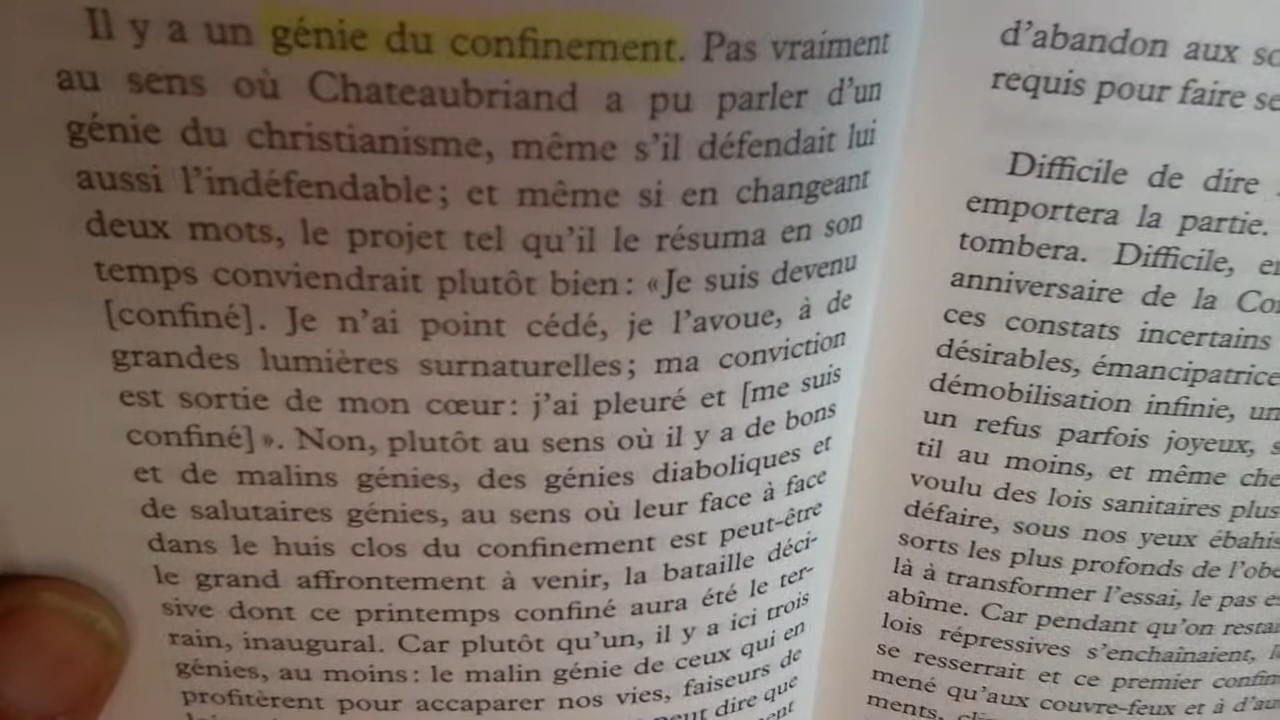 Il y a un génie du confinement. Pas vraiment
au sens où Chateaubriand a pu parler d'un
génie du christianisme, même s'il défendait lui
aussi l'indéfendable; et même si en changeant
deux mots, le projet tel qu'il le résuma en son
temps conviendrait plutôt bien: «Je suis devenu
[confiné]. Je n'ai point cédé, je l'avoue, à de
grandes lumières surnaturelles; ma conviction
est sortie de mon cœur: j'ai pleuré et [me suis
confiné]». Non, plutôt au sens où il y a de bons
et de malins génies, des génies diaboliques et
de salutaires génies, au sens où leur face à face
dans le huis clos du confinement est peut-être
le grand affrontement à venir, la bataille déci-
sive dont ce printemps confiné aura été le ter-
rain, inaugural. Car plutôt qu'un, il y a ici trois
génies, au moins: le malin génie de ceux qui en
profitèrent pour accaparer nos vies, faiseurs de
peut dire que
d'abandon aux
requis pour faire
Difficile de dire
emportera la partie.
tombera. Difficile,
anniversaire de la
ces constats incertains
désirables,
démobilisation infinie,
un refus parfois joyeux,
til au moins, et même
voulu des lois sanitaires
défaire, sous nos yeux
sorts les plus profonds de
là à transformer l'essai, le pas
abîme. Car pendant qu'on
lois répressives s'enchaînaient,
se resserrait et ce premier
mené qu'aux couvre-feux et à
ments,